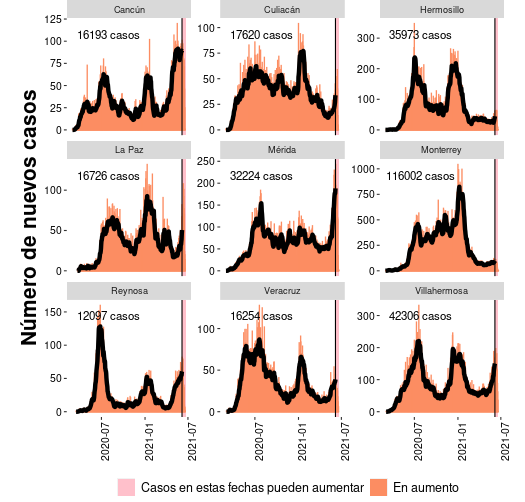 Número de nuevos casos
Cancún Culiacán Hermosillo
16193 casos 17620 casos 35973 casos
125 100 75 50 25 0
100 75 50 25 0
300 200 100 0
La Paz Mérida Monterrey
16726 casos 32224 casos 116002 casos
100 50 0
250 200 150 100 50 0
1000 750 500 250 0
Reynosa Veracruz Villahermosa
12097 casos 16254 casos 42306 casos
150 100 50 0
100 50 0
300 200 100 0
2020-07 2021-01 2021-07 2020-07 2021-01 2021-07 2020-07 2021-01 2021-07
Casos en estas fechas pueden aumentar En aumento